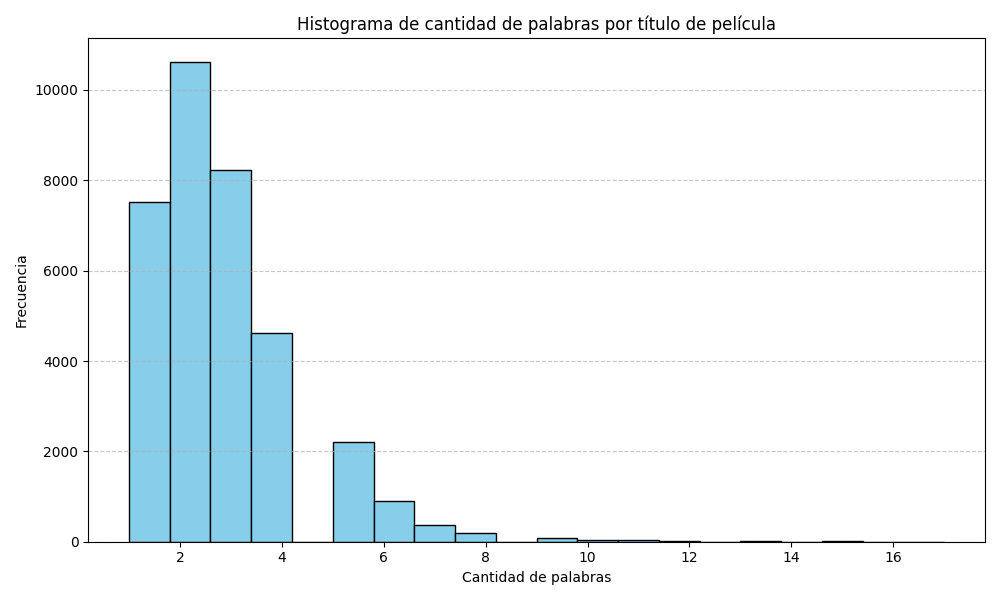 Histograma de cantidad de palabras por título de película
Frecuencia
10000
8000
6000
4000
2000
0
2 4 6 8 10 12 14 16
Cantidad de palabras